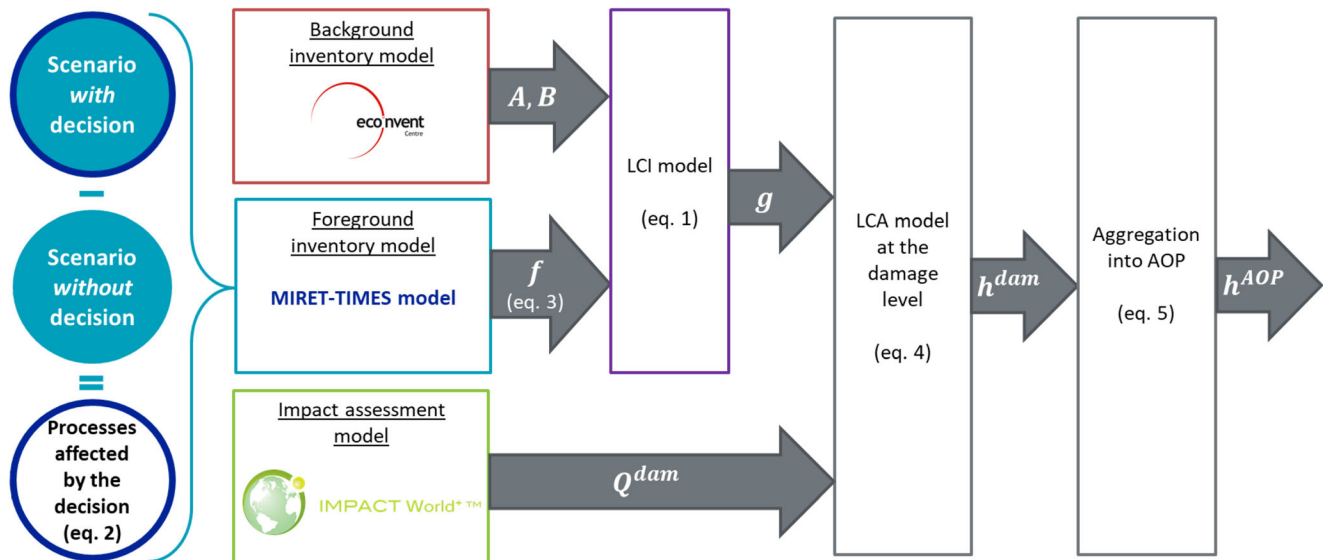 Scenario
with
decision
–
Scenario
without
decision
=
Processes
affected
by the
decision
(eq. 2)
Background
inventory model
ecoinvent
Centre
A, B
Foreground
inventory model
MIRET-TIMES model
f
(eq. 3)
Impact assessment
model
IMPACT World+ ™
Q^dam
LCI model
(eq. 1)
g
LCA model
at the
damage
level
(eq. 4)
h^dam
Aggregation
into AOP
(eq. 5)
h^AOP